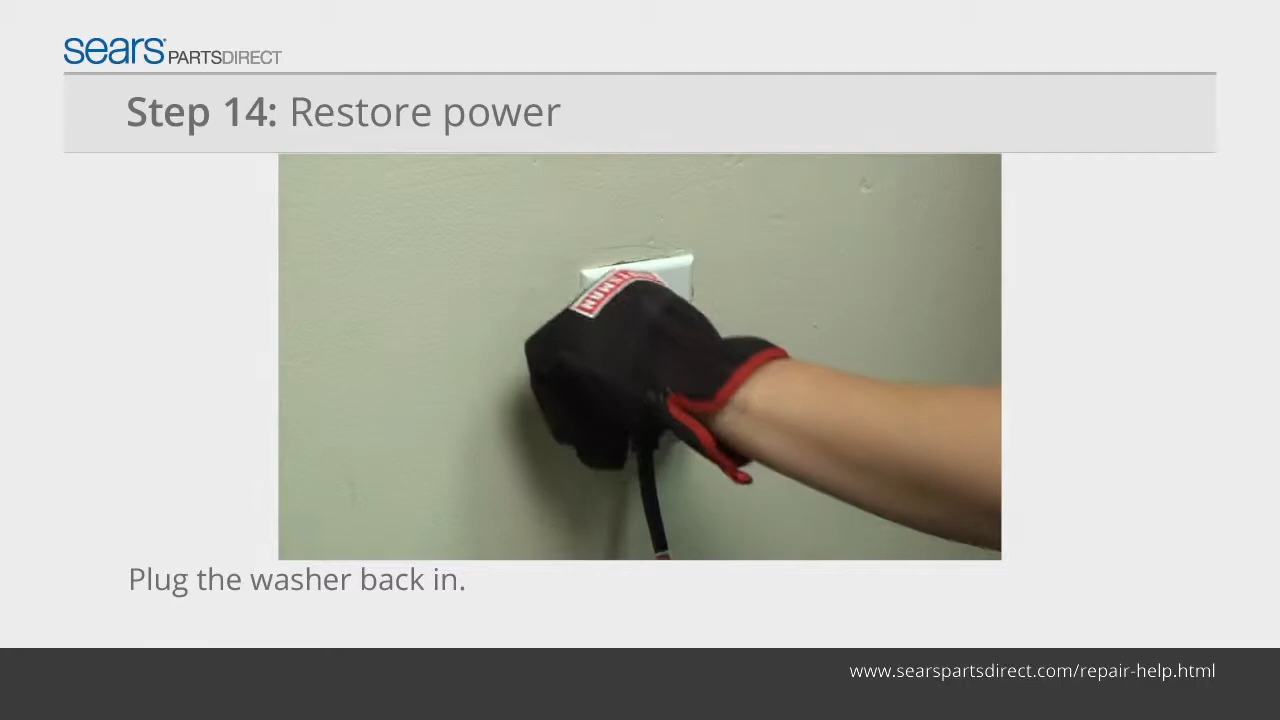 sears PARTSDIRECT
Step 14: Restore power
Plug the washer back in.
www.searspartsdirect.com/repair-help.html